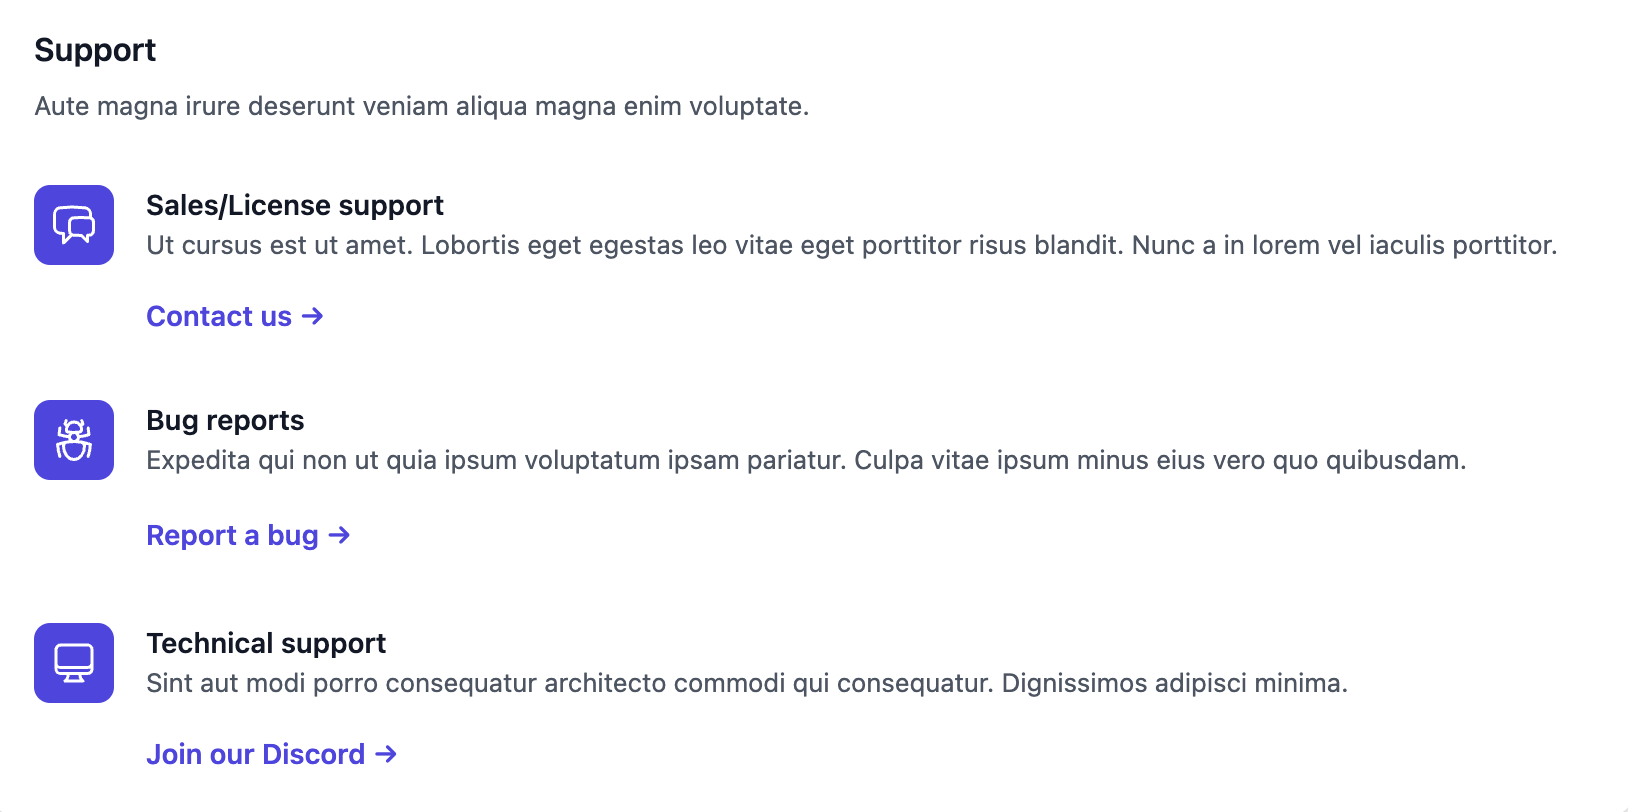 Support
Aute magna irure deserunt veniam aliqua magna enim voluptate.
Sales/License support
Ut cursus est ut amet. Lobortis eget egestas leo vitae eget porttitor risus blandit. Nunc a in lorem vel iaculis porttitor.
Contact us →
Bug reports
Expedita qui non ut quia ipsum voluptatum ipsam pariatur. Culpa vitae ipsum minus eius vero quo quibusdam.
Report a bug →
Technical support
Sint aut modi porro consequatur architecto commodi qui consequatur. Dignissimos adipisci minima.
Join our Discord →